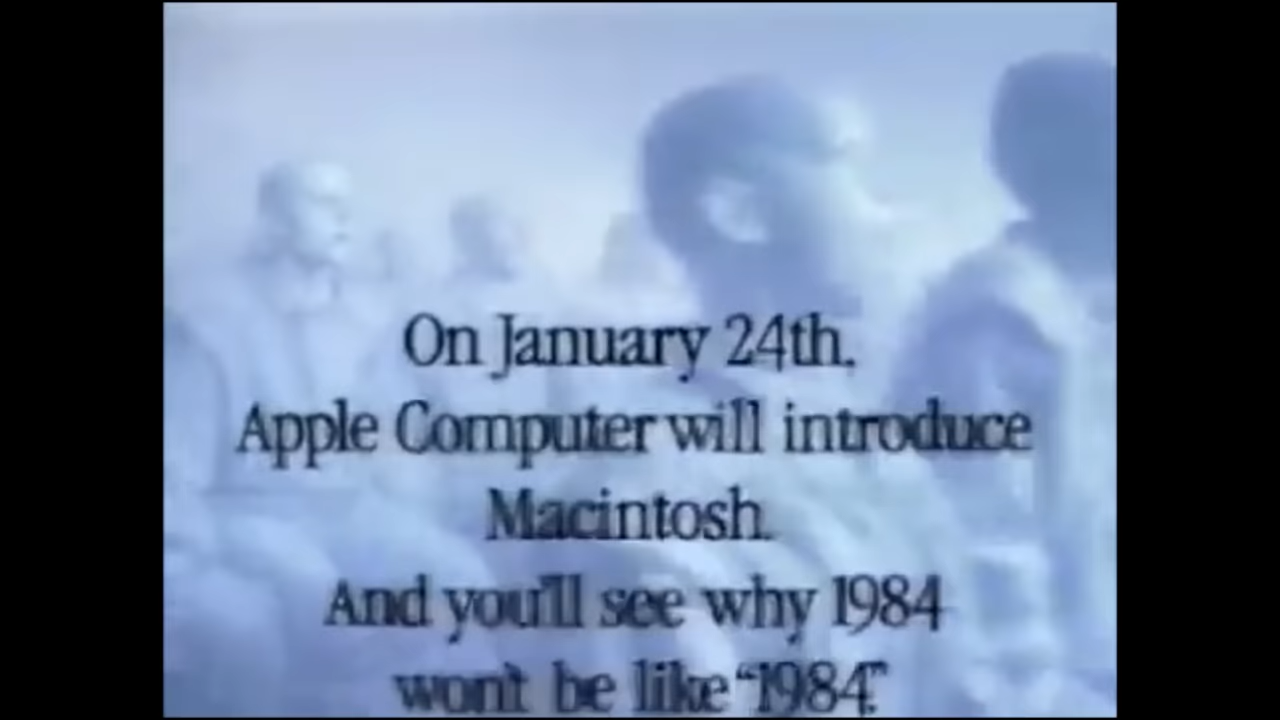 On January 24th,
Apple Computer will introduce
Macintosh.
And you'll see why 1984
won't be like "1984."